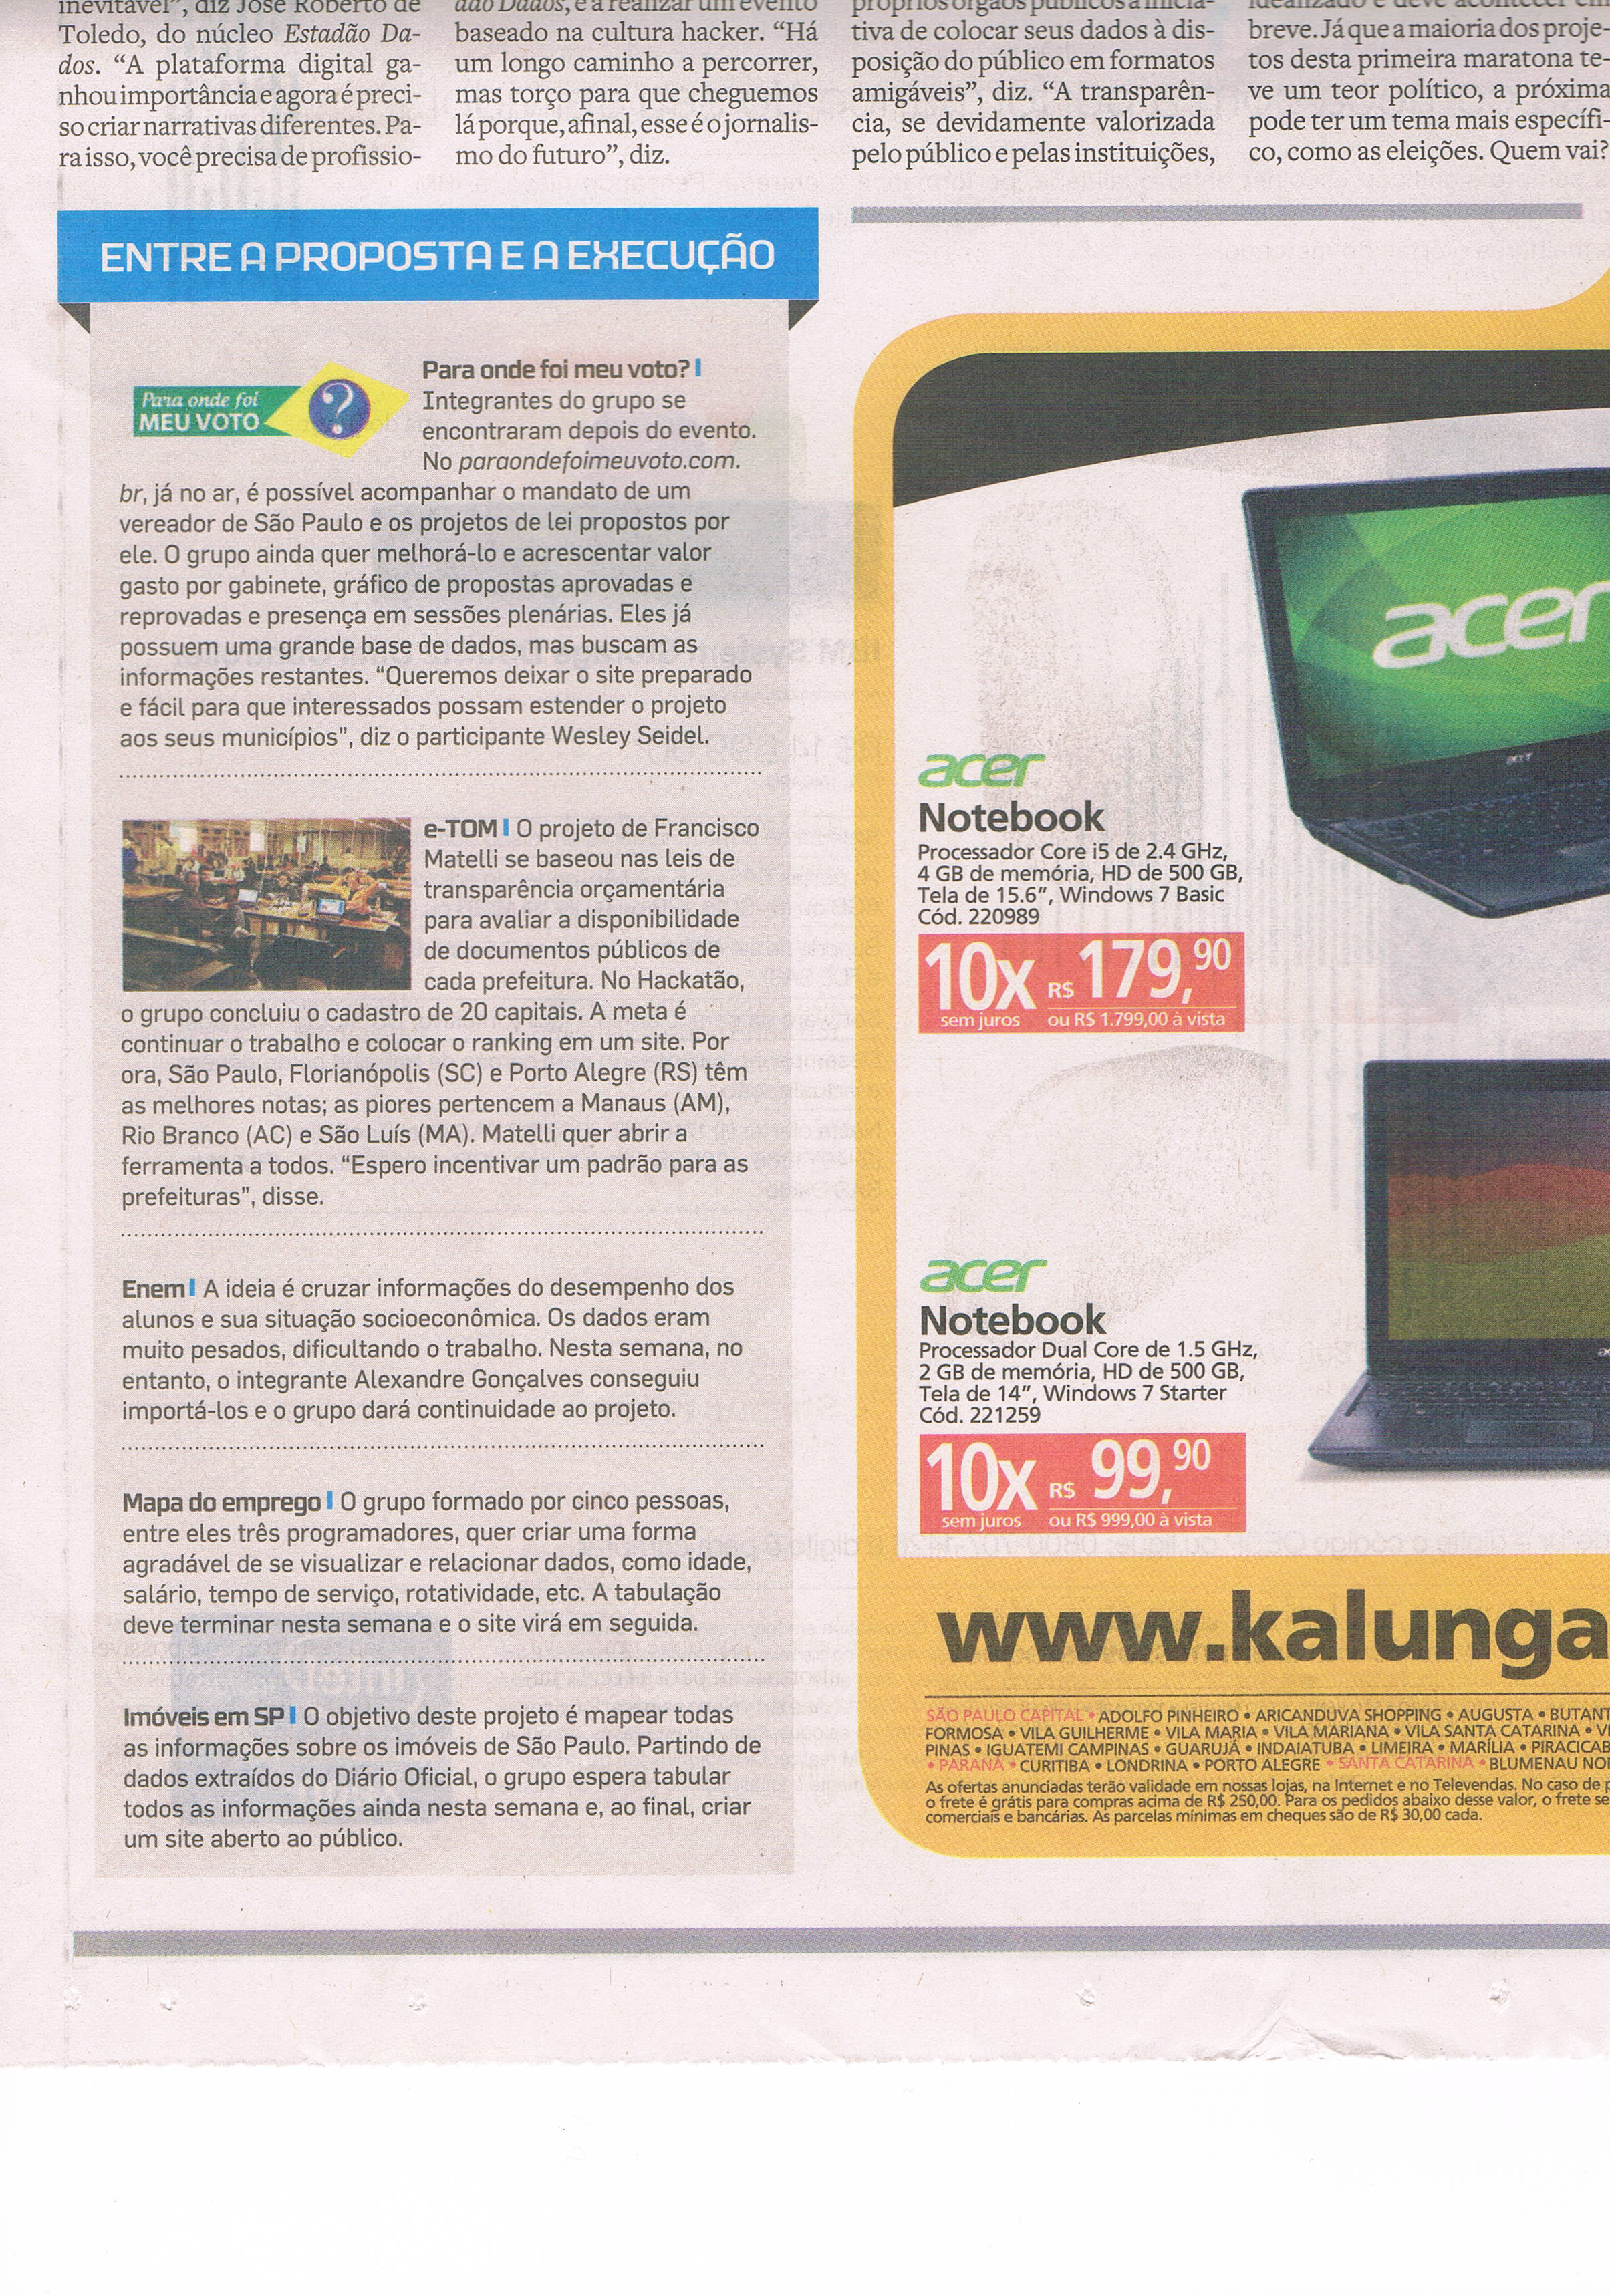 inevitável”, diz José Roberto de
Toledo, do núcleo Estadão Da-
dos. “A plataforma digital ga-
nhou importância e agora é preci-
so criar narrativas diferentes. Pa-
ra isso, você precisa de profissio-
dão Dados, é a realizar um evento
baseado na cultura hacker. “Há
um longo caminho a percorrer,
mas torço para que cheguemos
lá porque, afinal, esse é o jornalis-
mo do futuro”, diz.
próprios órgãos públicos a inicia-
tiva de colocar seus dados à dis-
posição do público em formatos
amigáveis”, diz. “A transparên-
cia, se devidamente valorizada
pelo público e pelas instituições,
idealizado e deve acontecer em
breve. Já que a maioria dos proje-
tos desta primeira maratona te-
ve um teor político, a próxima
pode ter um tema mais específi-
co, como as eleições. Quem vai?
ENTRE A PROPOSTA E A EXECUÇÃO
Para onde foi
MEU VOTO
?
Para onde foi meu voto? |
Integrantes do grupo se
encontraram depois do evento.
No paraondefoimeuvoto.com.
br, já no ar, é possível acompanhar o mandato de um
vereador de São Paulo e os projetos de lei propostos por
ele. O grupo ainda quer melhorá-lo e acrescentar valor
gasto por gabinete, gráfico de propostas aprovadas e
reprovadas e presença em sessões plenárias. Eles já
possuem uma grande base de dados, mas buscam as
informações restantes. “Queremos deixar o site preparado
e fácil para que interessados possam estender o projeto
aos seus municípios”, diz o participante Wesley Seidel.
e-TOM | O projeto de Francisco
Matelli se baseou nas leis de
transparência orçamentária
para avaliar a disponibilidade
de documentos públicos de
cada prefeitura. No Hackatão,
o grupo concluiu o cadastro de 20 capitais. A meta é
continuar o trabalho e colocar o ranking em um site. Por
ora, São Paulo, Florianópolis (SC) e Porto Alegre (RS) têm
as melhores notas; as piores pertencem a Manaus (AM),
Rio Branco (AC) e São Luís (MA). Matelli quer abrir a
ferramenta a todos. “Espero incentivar um padrão para as
prefeituras”, disse.
Enem | A ideia é cruzar informações do desempenho dos
alunos e sua situação socioeconômica. Os dados eram
muito pesados, dificultando o trabalho. Nesta semana, no
entanto, o integrante Alexandre Gonçalves conseguiu
importá-los e o grupo dará continuidade ao projeto.
Mapa do emprego | O grupo formado por cinco pessoas,
entre eles três programadores, quer criar uma forma
agradável de se visualizar e relacionar dados, como idade,
salário, tempo de serviço, rotatividade, etc. A tabulação
deve terminar nesta semana e o site virá em seguida.
Imóveis em SP | O objetivo deste projeto é mapear todas
as informações sobre os imóveis de São Paulo. Partindo de
dados extraídos do Diário Oficial, o grupo espera tabular
todos as informações ainda nesta semana e, ao final, criar
um site aberto ao público.
acer
acer
acer
Notebook
Processador Core i5 de 2.4 GHz,
4 GB de memória, HD de 500 GB,
Tela de 15.6”, Windows 7 Basic
Cód. 220989
10x R$ 179,90
sem juros ou R$ 1.799,00 à vista
acer
Notebook
Processador Dual Core de 1.5 GHz,
2 GB de memória, HD de 500 GB,
Tela de 14”, Windows 7 Starter
Cód. 221259
10x R$ 99,90
sem juros ou R$ 999,00 à vista
www.kalunga
SÃO PAULO CAPITAL • ADOLFO PINHEIRO • ARICANDUVA SHOPPING • AUGUSTA • BUTANT
FORMOSA • VILA GUILHERME • VILA MARIA • VILA MARIANA • VILA SANTA CATARINA • VI
PINAS • IGUATEMI CAMPINAS • GUARUJÁ • INDAIATUBA • LIMEIRA • MARÍLIA • PIRACICAB
• PARANÁ • CURITIBA • LONDRINA • PORTO ALEGRE • SANTA CATARINA • BLUMENAU NOR
As ofertas anunciadas terão validade em nossas lojas, na Internet e no Televendas. No caso de p
o frete é grátis para compras acima de R$ 250,00. Para os pedidos abaixo desse valor, o frete se
comerciais e bancárias. As parcelas mínimas em cheques são de R$ 30,00 cada.